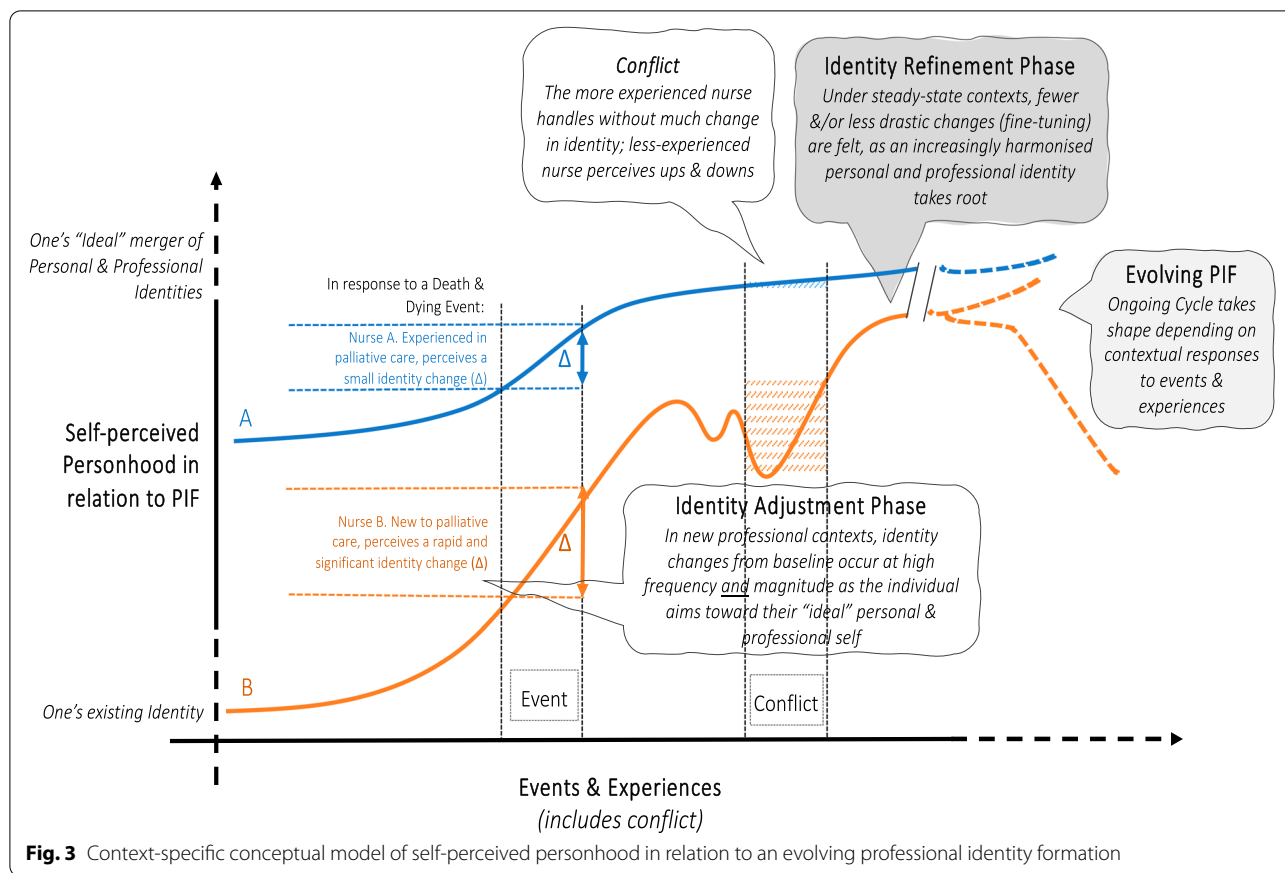 Conflict
The more experienced nurse
handles without much change
in identity; less-experienced
nurse perceives ups & downs
Identity Refinement Phase
Under steady-state contexts, fewer
&/or less drastic changes (fine-tuning)
are felt, as an increasingly harmonised
personal and professional identity
takes root
One's “Ideal” merger of
Personal & Professional
Identities
In response to a Death &
Dying Event:
Nurse A. Experienced in
palliative care, perceives a
small identity change (Δ)
Δ
A
Evolving PIF
Ongoing Cycle takes
shape depending on
contextual responses
to events &
experiences
Self-perceived
Personhood in
relation to PIF
Nurse B. New to palliative
care, perceives a rapid and
significant identity change (Δ)
Δ
Identity Adjustment Phase
In new professional contexts, identity
changes from baseline occur at high
frequency and magnitude as the individual
aims toward their “ideal” personal &
professional self
B
One's existing Identity
Event
Conflict
Events & Experiences
(includes conflict)
Fig. 3 Context-specific conceptual model of self-perceived personhood in relation to an evolving professional identity formation